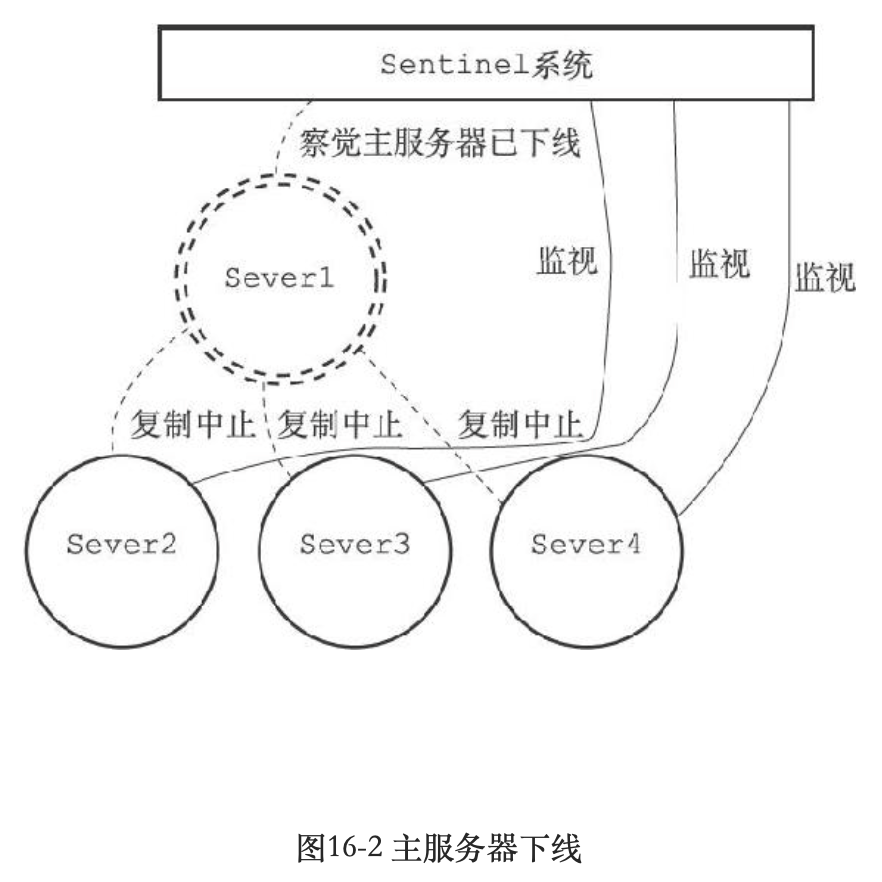 Sentinel系统
察觉主服务器已下线
Sever1
监视
监视
监视
复制中止
复制中止
复制中止
Sever2
Sever3
Sever4
图16-2 主服务器下线